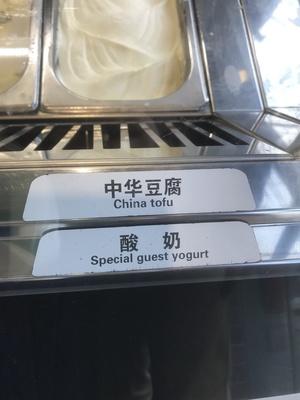 中华豆腐
China tofu
酸 奶
Special guest yogurt